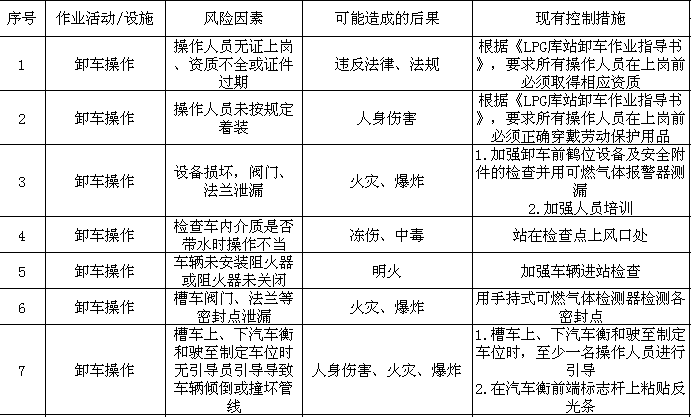 序号 作业活动/设施 风险因素 可能造成的后果 现有控制措施
1 卸车操作 操作人员无证上岗
、资质不全或证件
过期 违反法律、法规 根据《LPG库站卸车作业指导书
》，要求所有操作人员在上岗前
必须取得相应资质
2 卸车操作 操作人员未按规定
着装 人身伤害 根据《LPG库站卸车作业指导书
》，要求所有操作人员在上岗前
必须正确穿戴劳动保护用品
3 卸车操作 设备损坏，阀门、
法兰泄漏 火灾、爆炸 1.加强卸车前鹤位设备及安全附
件的检查并用可燃气体报警器测
漏
2.加强人员培训
4 卸车操作 检查车内介质是否
带水时操作不当 冻伤、中毒 站在检查点上风口处
5 卸车操作 车辆未安装阻火器
或阻火器未关闭 明火 加强车辆进站检查
6 卸车操作 槽车阀门、法兰等
密封点泄漏 火灾、爆炸 用手持式可燃气体检测器检测各
密封点
7 卸车操作 槽车上、下汽车衡
和驶至制定车位时
无引导员引导导致
车辆倾倒或撞坏管
线 人身伤害、火灾、爆炸 1.槽车上、下汽车衡和驶至制定
车位时，至少一名操作人员进行
引导
2.在汽车衡前端标志杆上粘贴反
光条